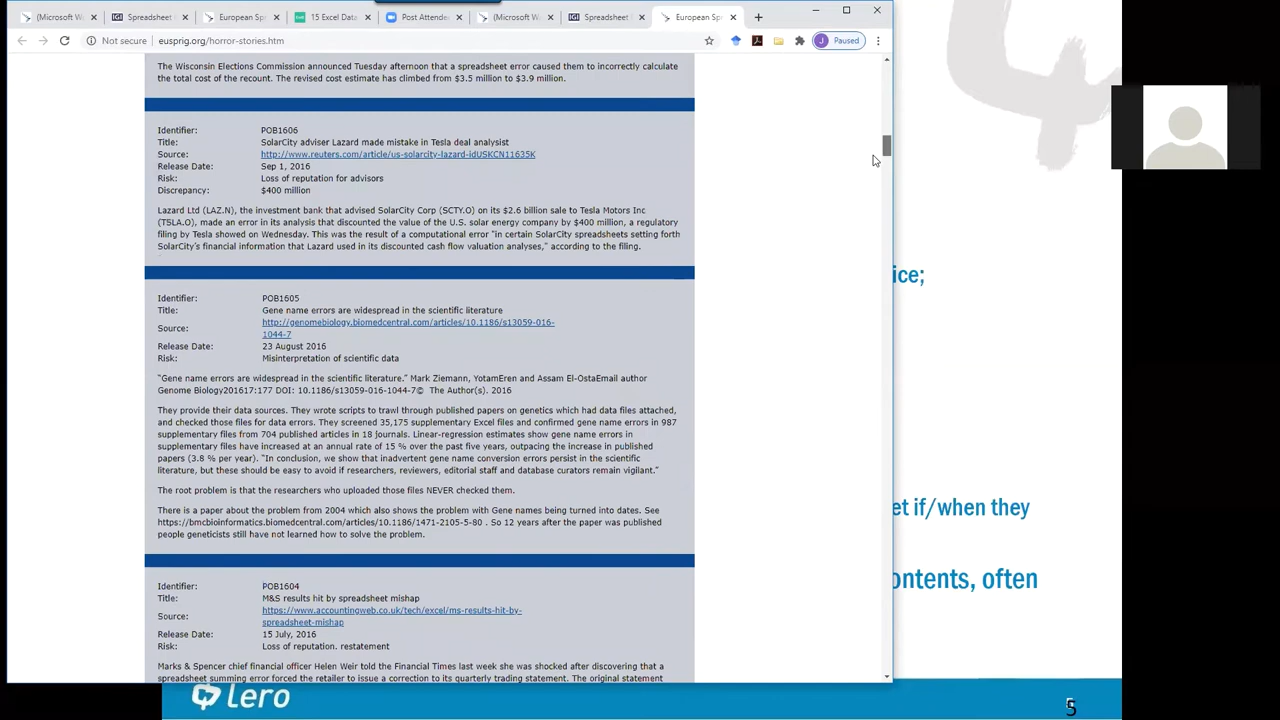 (Microsoft W
Spreadsheet
European Sp
15 Excel Data
Post Attende
(Microsoft W
Spreadsheet
European Sp
Not secure
eusprig.org/horror-stories.htm
Paused
The Wisconsin Elections Commission announced Tuesday afternoon that a spreadsheet error caused them to incorrectly calculate
the total cost of the recount. The revised cost estimate has climbed from $3.5 million to $3.9 million.
Identifier: POB1606
Title: SolarCity adviser Lazard made mistake in Tesla deal analysist
Source: http://www.reuters.com/article/us-solarcity-lazard-idUSKCN11635K
Release Date: Sep 1, 2016
Risk: Loss of reputation for advisors
Discrepancy: $400 million
Lazard Ltd (LAZ.N), the investment bank that advised SolarCity Corp (SCTY.O) on its $2.6 billion sale to Tesla Motors Inc
(TSLA.O), made an error in its analysis that discounted the value of the U.S. solar energy company by $400 million, a regulatory
filing by Tesla showed on Wednesday. This was the result of a computational error "in certain SolarCity spreadsheets setting forth
SolarCity's financial information that Lazard used in its discounted cash flow valuation analyses," according to the filing.
Identifier: POB1605
Title: Gene name errors are widespread in the scientific literature
Source: http://genomebiology.biomedcentral.com/articles/10.1186/s13059-016-
1044-7
Release Date: 23 August 2016
Risk: Misinterpretation of scientific data
"Gene name errors are widespread in the scientific literature." Mark Ziemann, YotamEren and Assam El-OstaEmail author
Genome Biology201617:177 DOI: 10.1186/s13059-016-1044-7© The Author(s). 2016
They provide their data sources. They wrote scripts to trawl through published papers on genetics which had data files attached,
and checked those files for data errors. They screened 35,175 supplementary Excel files and confirmed gene name errors in 987
supplementary files from 704 published articles in 18 journals. Linear-regression estimates show gene name errors in
supplementary files have increased at an annual rate of 15 % over the past five years, outpacing the increase in published
papers (3.8 % per year). "In conclusion, we show that inadvertent gene name conversion errors persist in the scientific
literature, but these should be easy to avoid if researchers, reviewers, editorial staff and database curators remain vigilant."
The root problem is that the researchers who uploaded those files NEVER checked them.
There is a paper about the problem from 2004 which also shows the problem with Gene names being turned into dates. See
https://bmcbioinformatics.biomedcentral.com/articles/10.1186/1471-2105-5-80 . So 12 years after the paper was published
people geneticists still have not learned how to solve the problem.
Identifier: POB1604
Title: M&S results hit by spreadsheet mishap
Source: https://www.accountingweb.co.uk/tech/excel/ms-results-hit-by-
spreadsheet-mishap
Release Date: 15 July, 2016
Risk: Loss of reputation. restatement
Marks & Spencer chief financial officer Helen Weir told the Financial Times last week she was shocked after discovering that a
spreadsheet summing error forced the retailer to issue a correction to its quarterly trading statement. The original statement
ice;
et if/when they
ontents, often
Lero
5